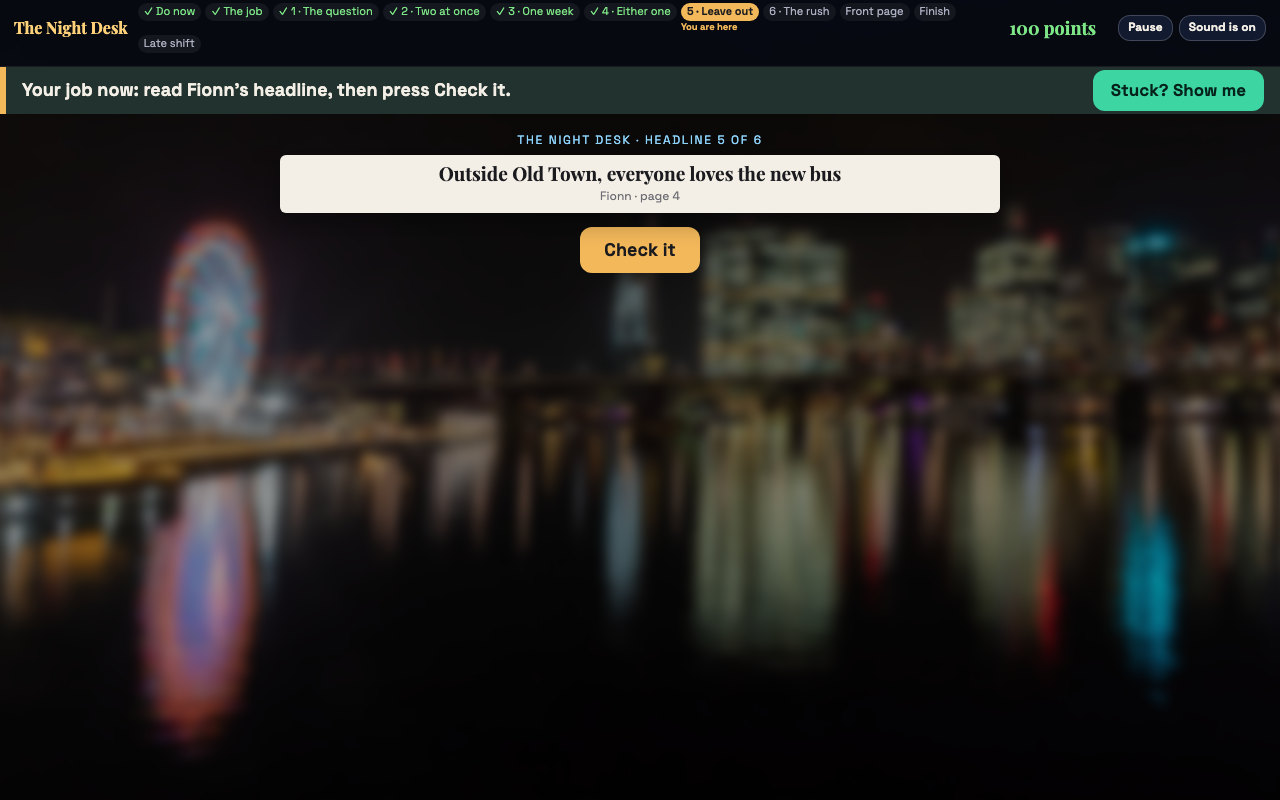 The Night Desk
✓ Do now
✓ The job
✓ 1 · The question
✓ 2 · Two at once
✓ 3 · One week
✓ 4 · Either one
5 · Leave out
You are here
6 · The rush
Front page
Finish
Late shift
100 points
Pause
Sound is on
Your job now: read Fionn's headline, then press Check it.
Stuck? Show me
THE NIGHT DESK · HEADLINE 5 OF 6
Outside Old Town, everyone loves the new bus
Fionn · page 4
Check it